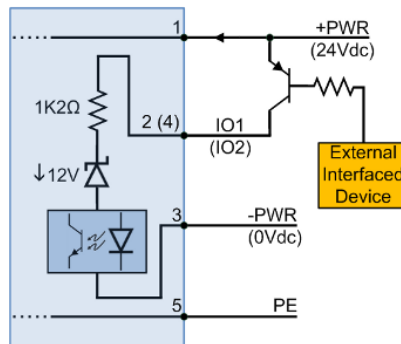 1
+PWR
(24Vdc)
1K2Ω
2 (4)
IO1
(IO2)
↓12V
External
Interfaced
Device
3
-PWR
(0Vdc)
5
PE